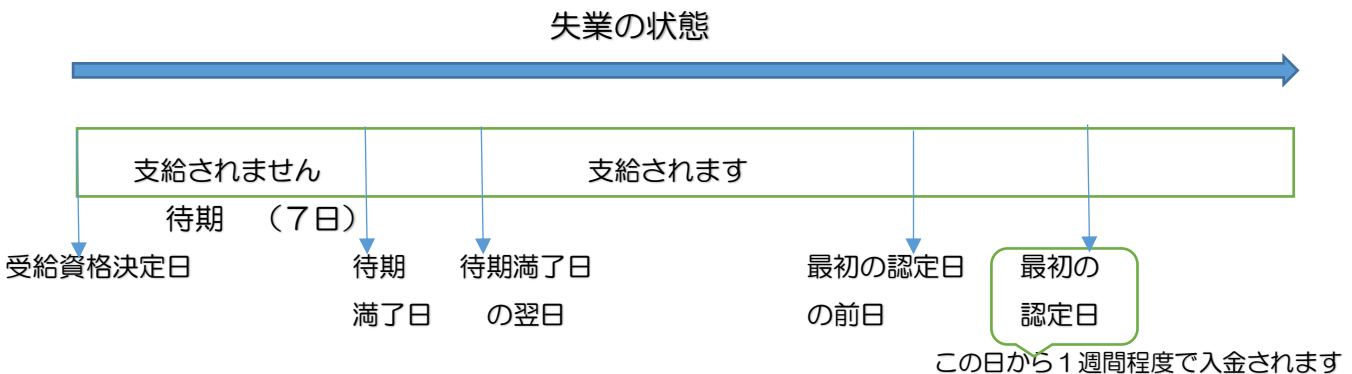 失業の状態
支給されません
支給されます
待期 （７日）
受給資格決定日
待期
満了日
待期満了日
の翌日
最初の認定日
の前日
最初の
認定日
この日から１週間程度で入金されます